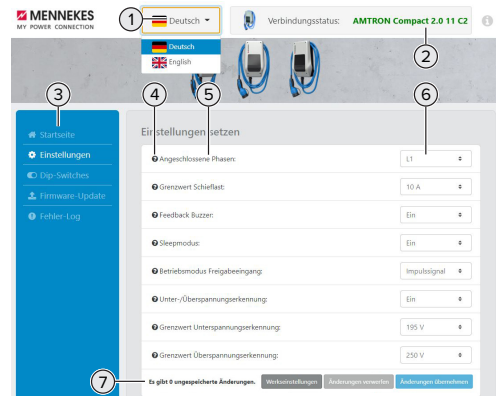 MENNEKES
MY POWER CONNECTION
1
Deutsch
Verbindungsstatus: AMTRON Compact 2.0 11 C2
Deutsch
English
2
3
4
5
6
Startseite
Einstellungen
Dip-Switches
Firmware-Update
Fehler-Log
Einstellungen setzen
Angeschlossene Phasen: L1
Grenzwert Schieflast: 10 A
Feedback Buzzer: Ein
Sleepmodus: Ein
Betriebsmodus Freigabeeingang: Impulssignal
Unter-/Überspannungserkennung: Ein
Grenzwert Unterspannungserkennung: 195 V
Grenzwert Überspannungserkennung: 250 V
7
Es gibt 0 ungespeicherte Änderungen. Werkseinstellungen Änderungen verwerfen Änderungen übernehmen